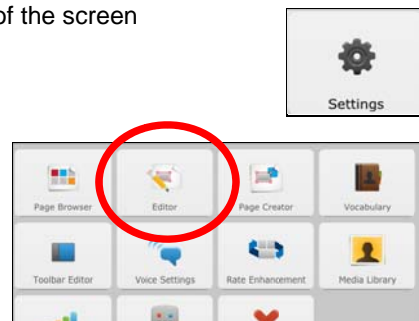 of the screen
Settings
Page Browser
Editor
Page Creator
Vocabulary
Toolbar Editor
Voice Settings
Rate Enhancement
Media Library